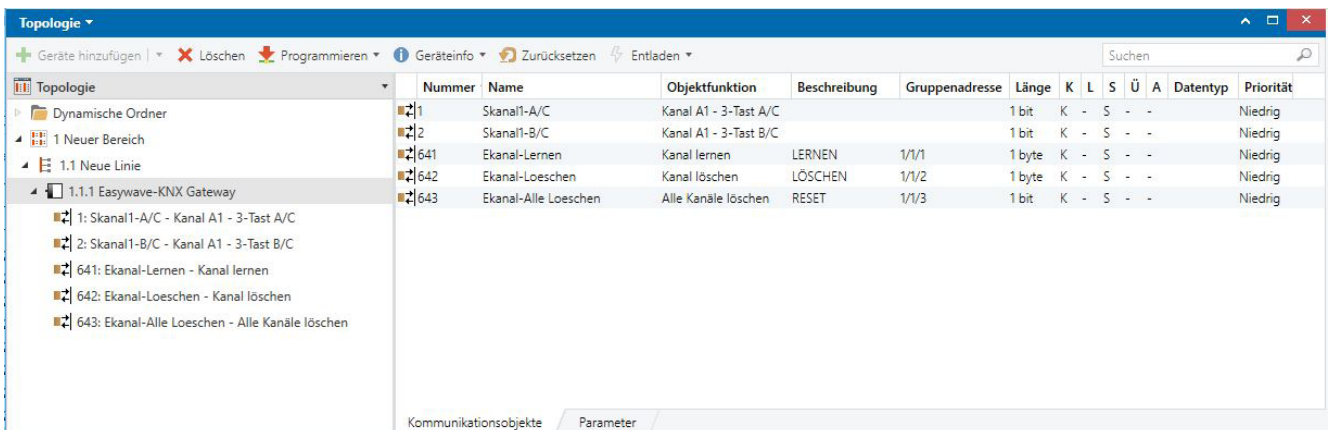 Topologie
Geräte hinzufügen Löschen Programmieren Geräteinfo Zurücksetzen Entladen Suchen
Topologie
Dynamische Ordner
1 Neuer Bereich
1.1 Neue Linie
1.1.1 Easywave-KNX Gateway
1: Skanal1-A/C - Kanal A1 - 3-Tast A/C
2: Skanal1-B/C - Kanal A1 - 3-Tast B/C
641: Ekanal-Lernen - Kanal lernen
642: Ekanal-Loeschen - Kanal löschen
643: Ekanal-Alle Loeschen - Alle Kanäle löschen
Nummer Name Objektfunktion Beschreibung Gruppenadresse Länge K L S Ü A Datentyp Priorität
1 Skanal1-A/C Kanal A1 - 3-Tast A/C 1 bit K - S - - Niedrig
2 Skanal1-B/C Kanal A1 - 3-Tast B/C 1 bit K - S - - Niedrig
641 Ekanal-Lernen Kanal lernen LERNEN 1/1/1 1 byte K - S - - Niedrig
642 Ekanal-Loeschen Kanal löschen LÖSCHEN 1/1/2 1 byte K - S - - Niedrig
643 Ekanal-Alle Loeschen Alle Kanäle löschen RESET 1/1/3 1 bit K - S - - Niedrig
Kommunikationsobjekte Parameter